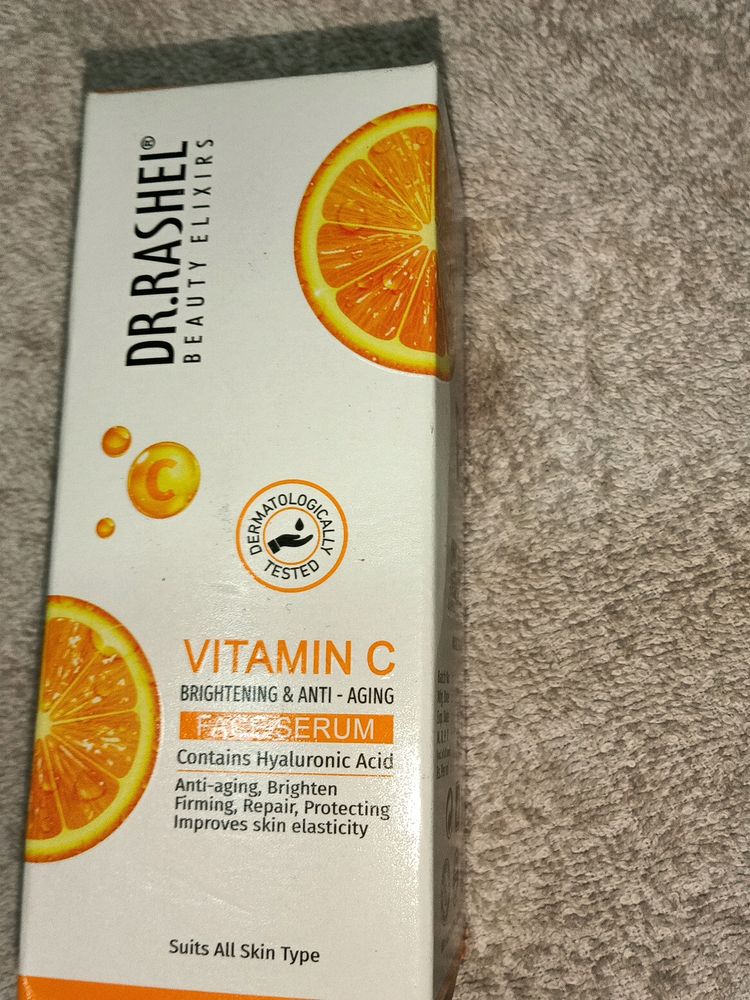 DR.RASHEL®
BEAUTY ELIXIRS
C
DERMATOLOGICALLY
TESTED
VITAMIN C
BRIGHTENING & ANTI - AGING
FACE SERUM
Contains Hyaluronic Acid
Anti-aging, Brighten
Firming, Repair, Protecting
Improves skin elasticity
Suits All Skin Type